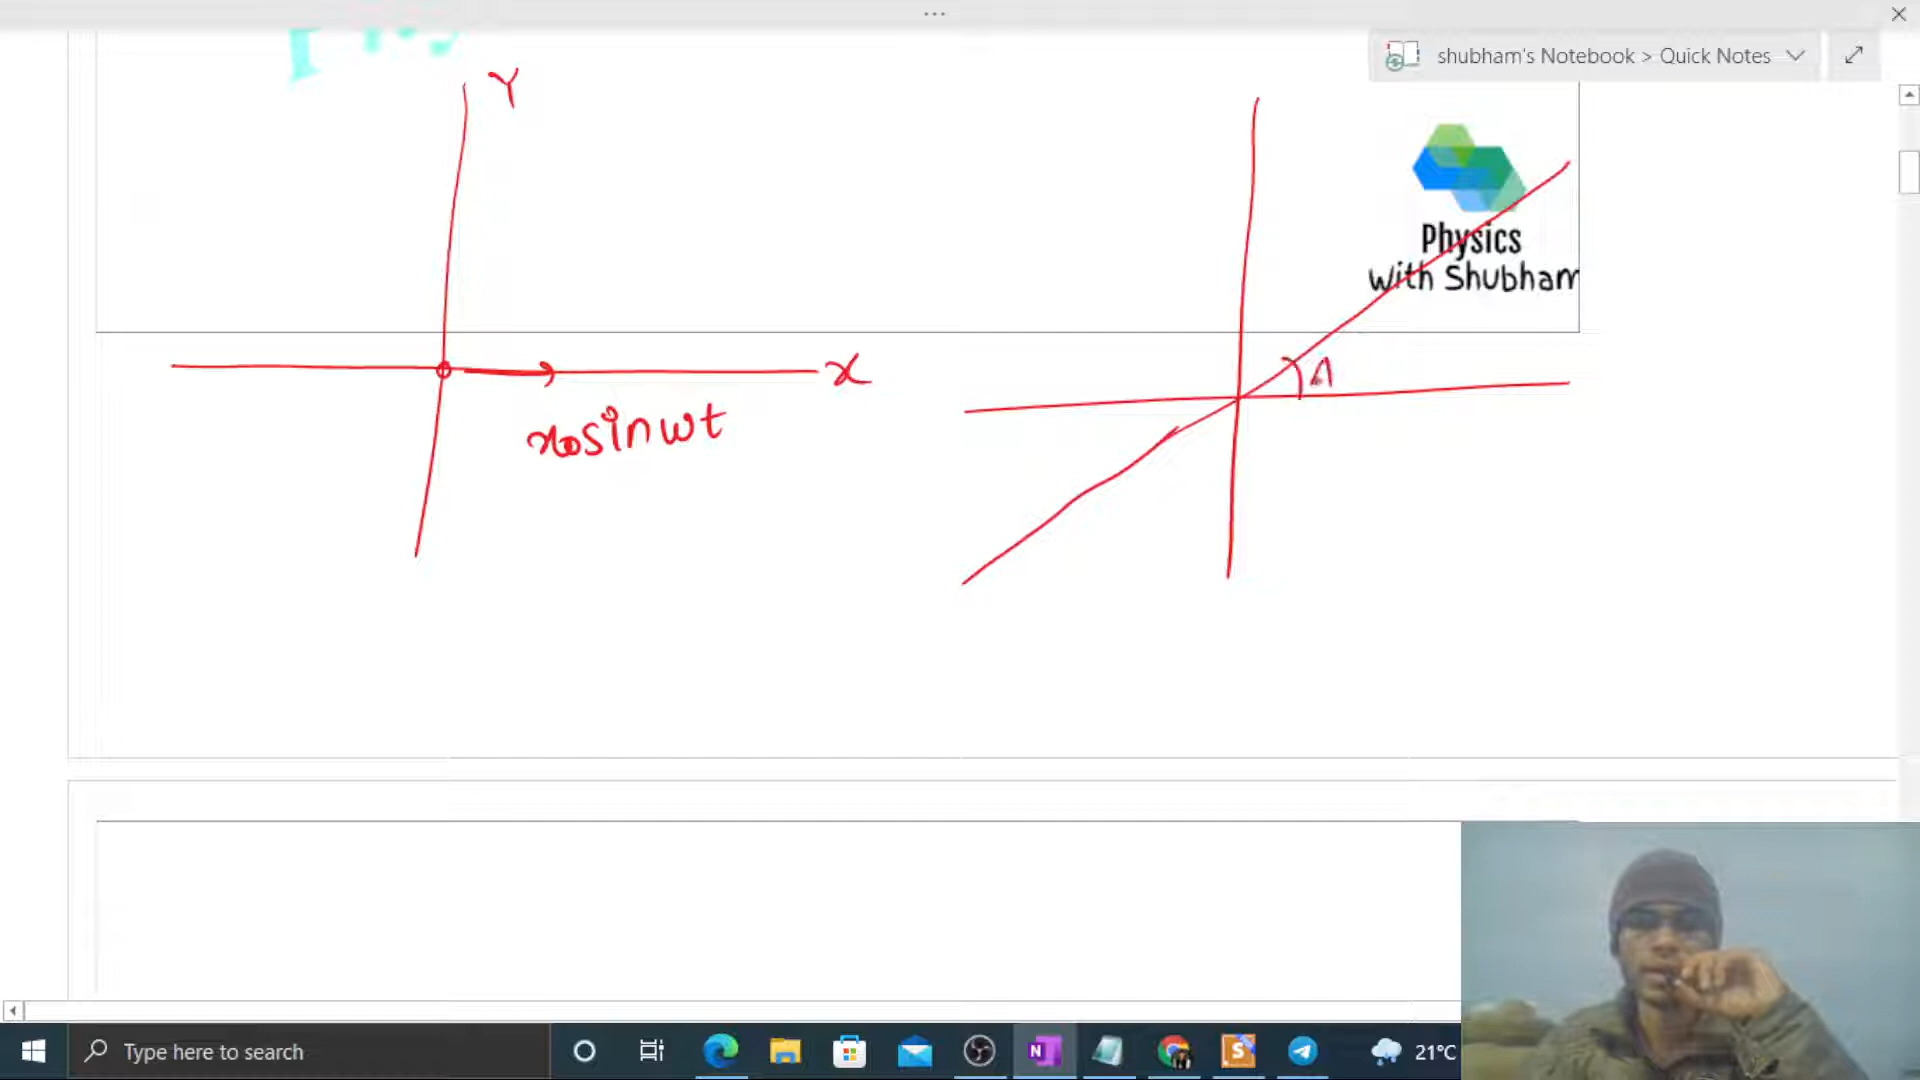 shubham's Notebook > Quick Notes
Y
Physics
with Shubham
x
x0sinωt
Type here to search
21°C